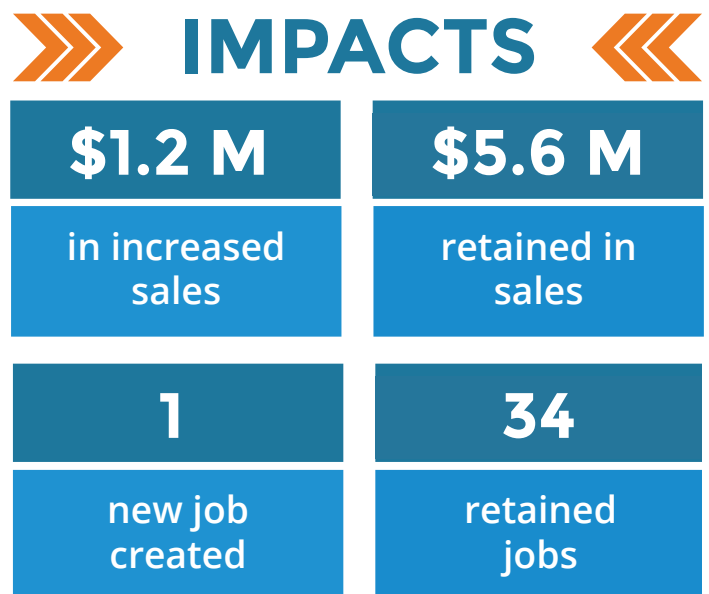 IMPACTS
$1.2 M
in increased
sales
$5.6 M
retained in
sales
1
new job
created
34
retained
jobs